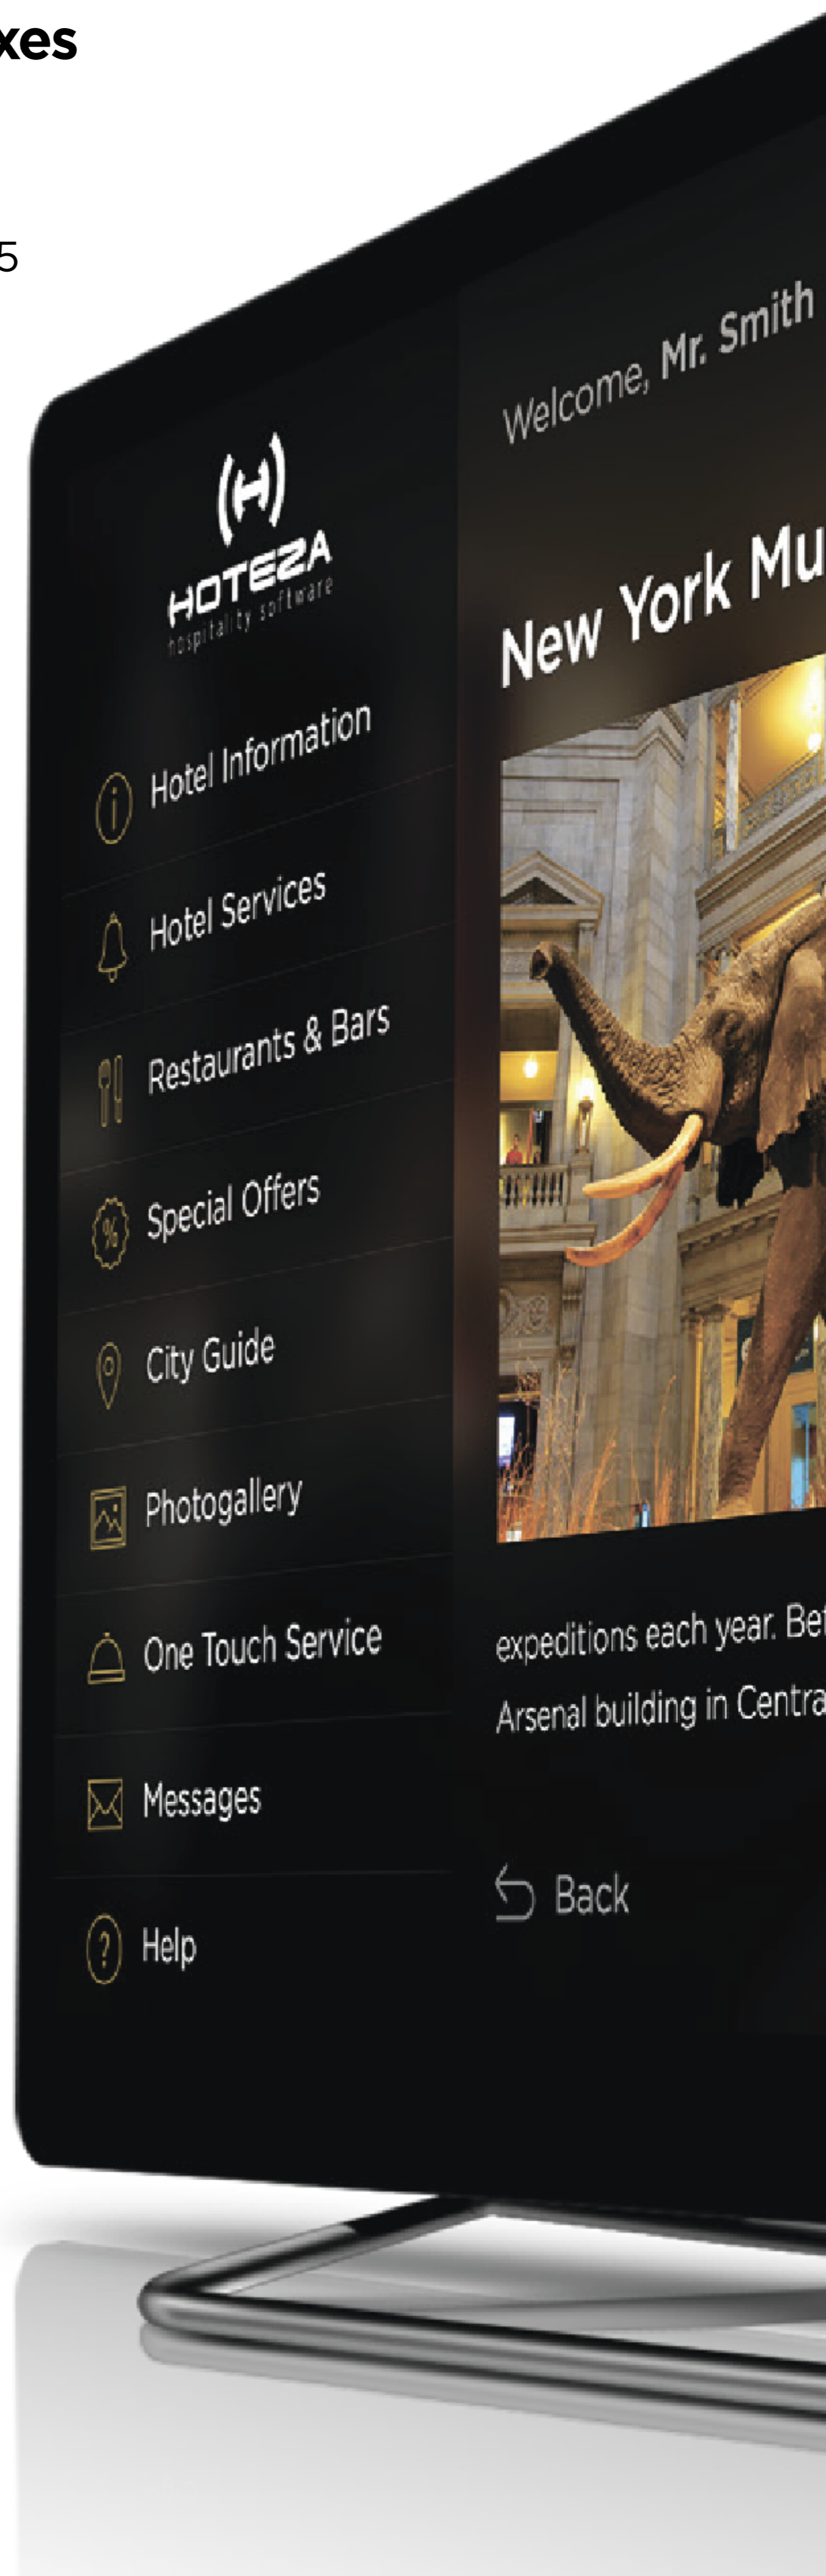 xes
5
Welcome, Mr. Smith
HOTEZA
hospitality software
New York Mu
Hotel Information
Hotel Services
Restaurants & Bars
Special Offers
City Guide
Photogallery
One Touch Service
Messages
Help
expeditions each year. Bef
Arsenal building in Centra
Back